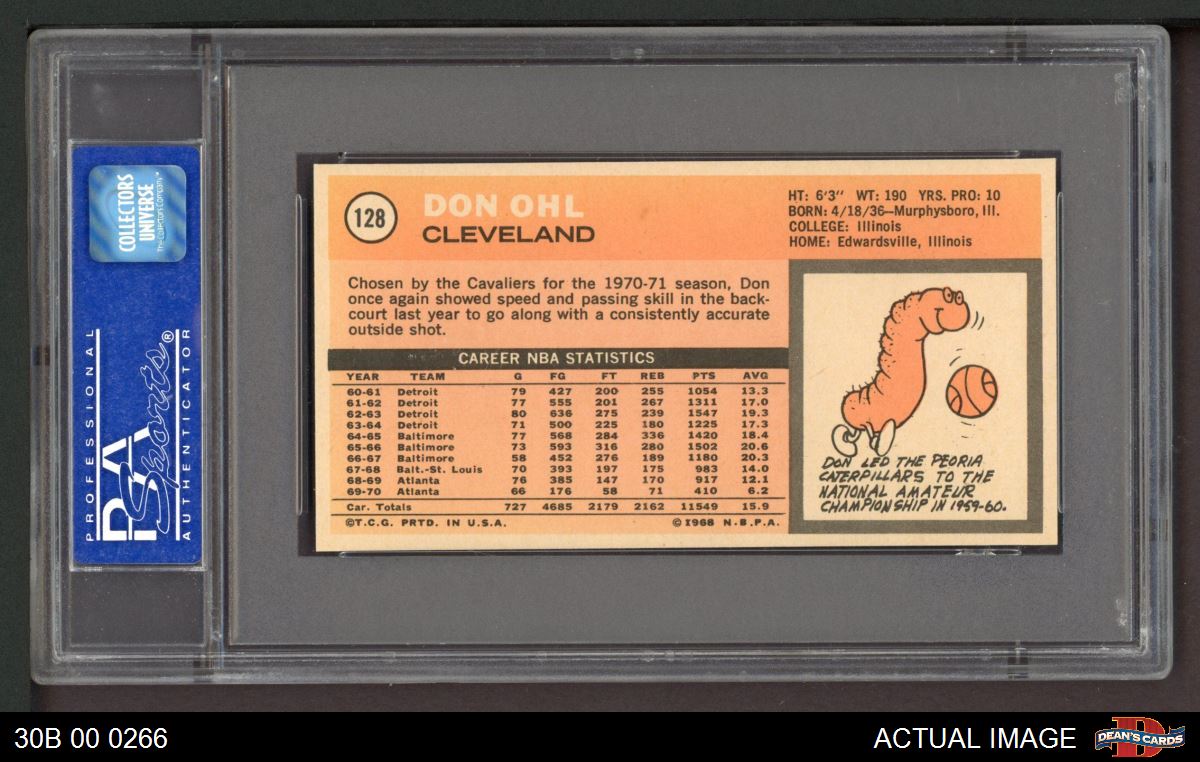 COLLECTORS
UNIVERSE
The Collectors Company™
PROFESSIONAL
PSA
Sports®
AUTHENTICATOR
128
DON OHL
CLEVELAND
HT: 6'3" WT: 190 YRS. PRO: 10
BORN: 4/18/36—Murphysboro, Ill.
COLLEGE: Illinois
HOME: Edwardsville, Illinois
Chosen by the Cavaliers for the 1970-71 season, Don
once again showed speed and passing skill in the back-
court last year to go along with a consistently accurate
outside shot.
CAREER NBA STATISTICS
YEAR TEAM G FG FT REB PTS AVG
60-61 Detroit 79 427 200 255 1054 13.3
61-62 Detroit 77 555 201 267 1311 17.0
62-63 Detroit 80 636 275 239 1547 19.3
63-64 Detroit 71 500 225 180 1225 17.3
64-65 Baltimore 77 568 284 336 1420 18.4
65-66 Baltimore 73 593 316 280 1502 20.6
66-67 Baltimore 58 452 276 189 1180 20.3
67-68 Balt.-St. Louis 70 393 197 175 983 14.0
68-69 Atlanta 76 385 147 170 917 12.1
69-70 Atlanta 66 176 58 71 410 6.2
Car. Totals 727 4685 2179 2162 11549 15.9
©T.C.G. PRTD. IN U.S.A. ©1968 N.B.P.A.
DON LED THE PEORIA
CATERPILLARS TO THE
NATIONAL AMATEUR
CHAMPIONSHIP IN 1959-60.
30B 00 0266
ACTUAL IMAGE
DEAN'S CARDS